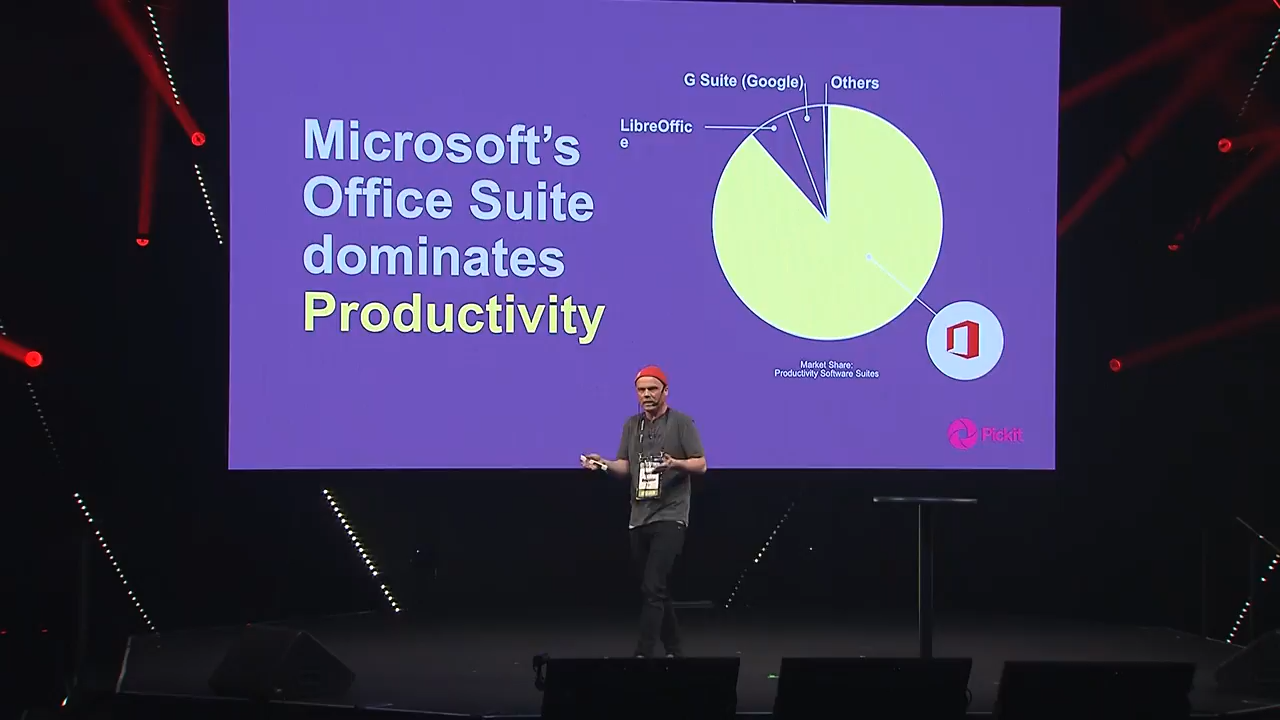 Microsoft's
Office Suite
dominates
Productivity
G Suite (Google)
Others
LibreOffic
e
Market Share:
Productivity Software Suites
Pickit